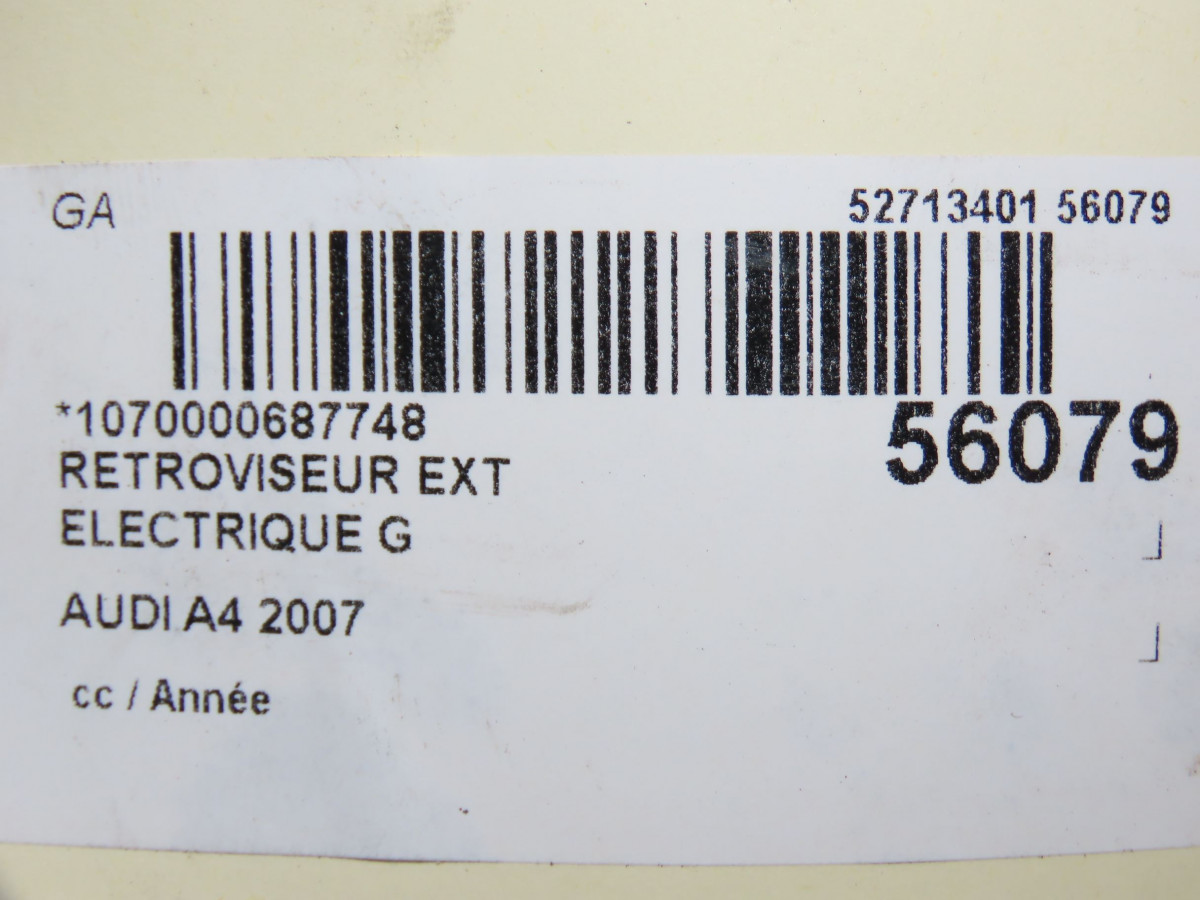 GA
52713401 56079
*1070000687748
56079
RETROVISEUR EXT
ELECTRIQUE G
AUDI A4 2007
cc / Année